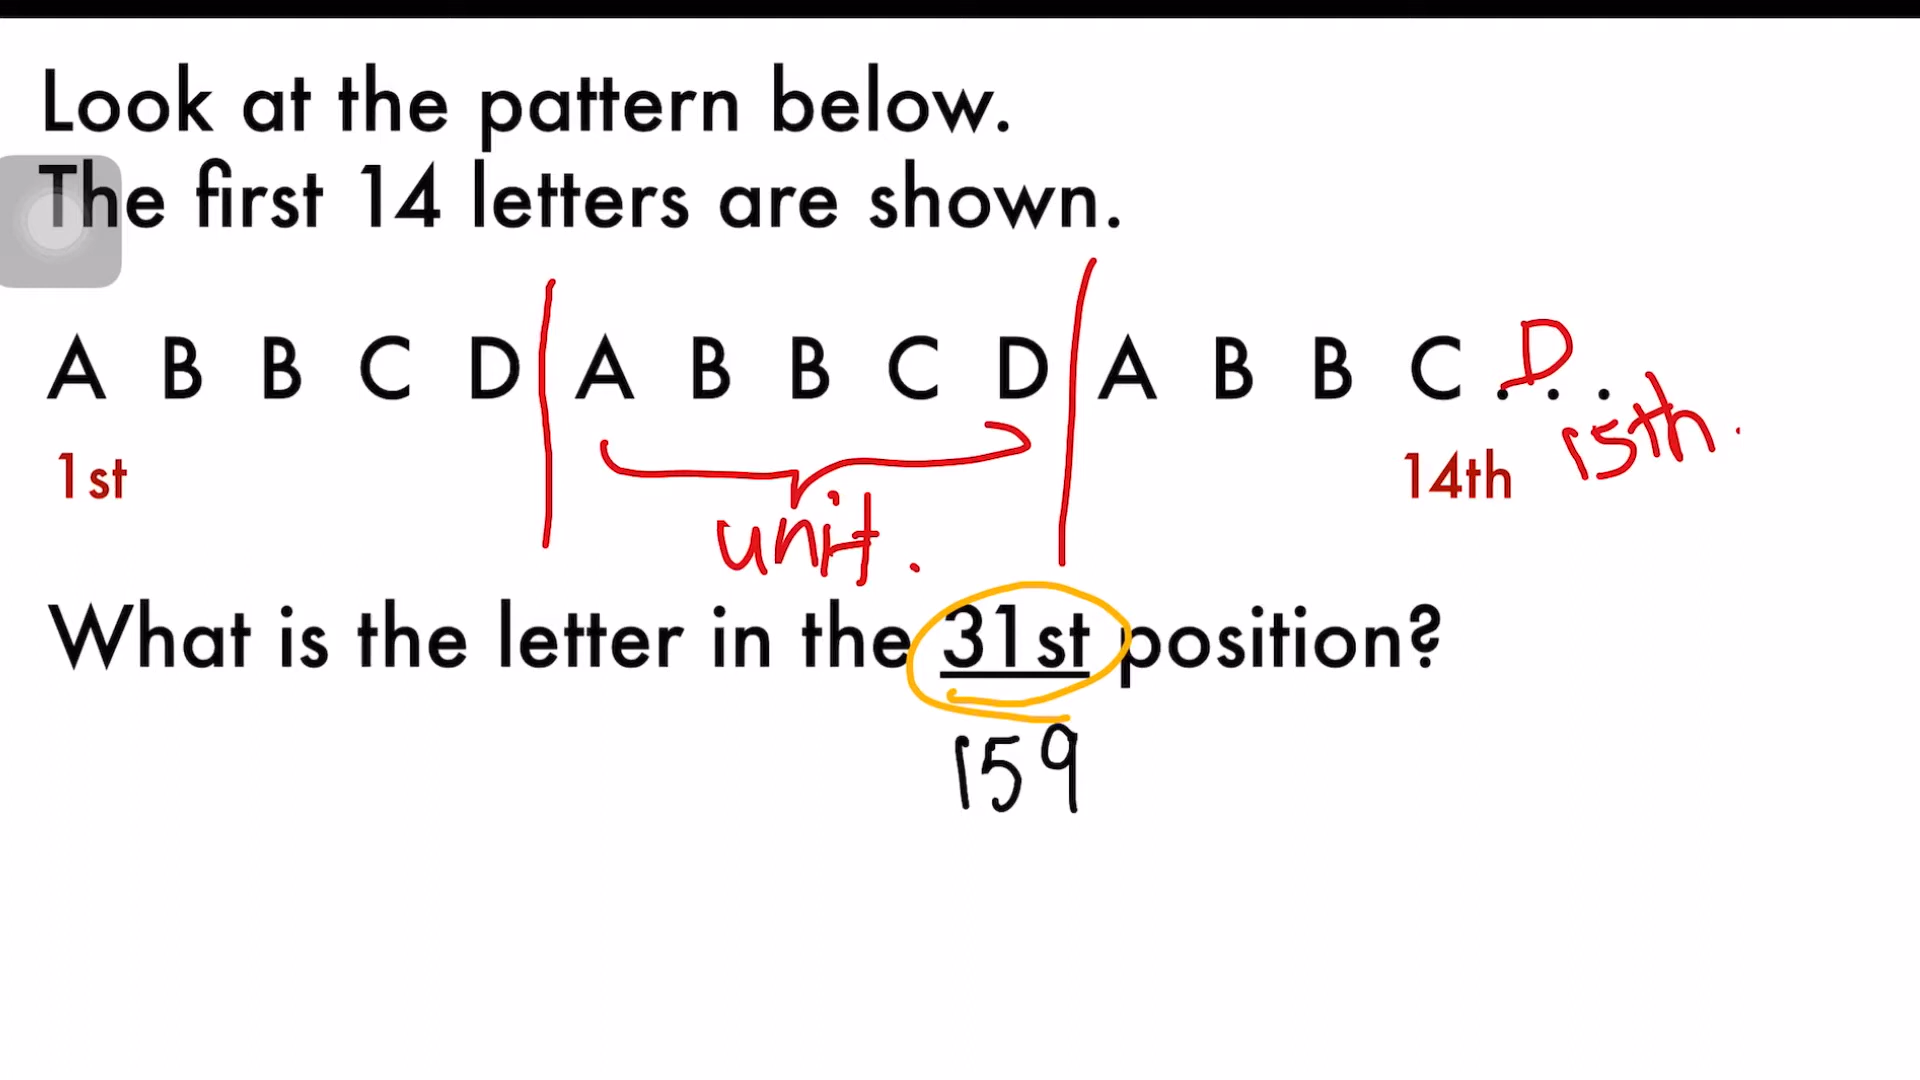 Look at the pattern below.
The first 14 letters are shown.
A B B C D A B B C D A B B C . . . D
1st 14th 15th.
unit.
What is the letter in the 31st position?
159